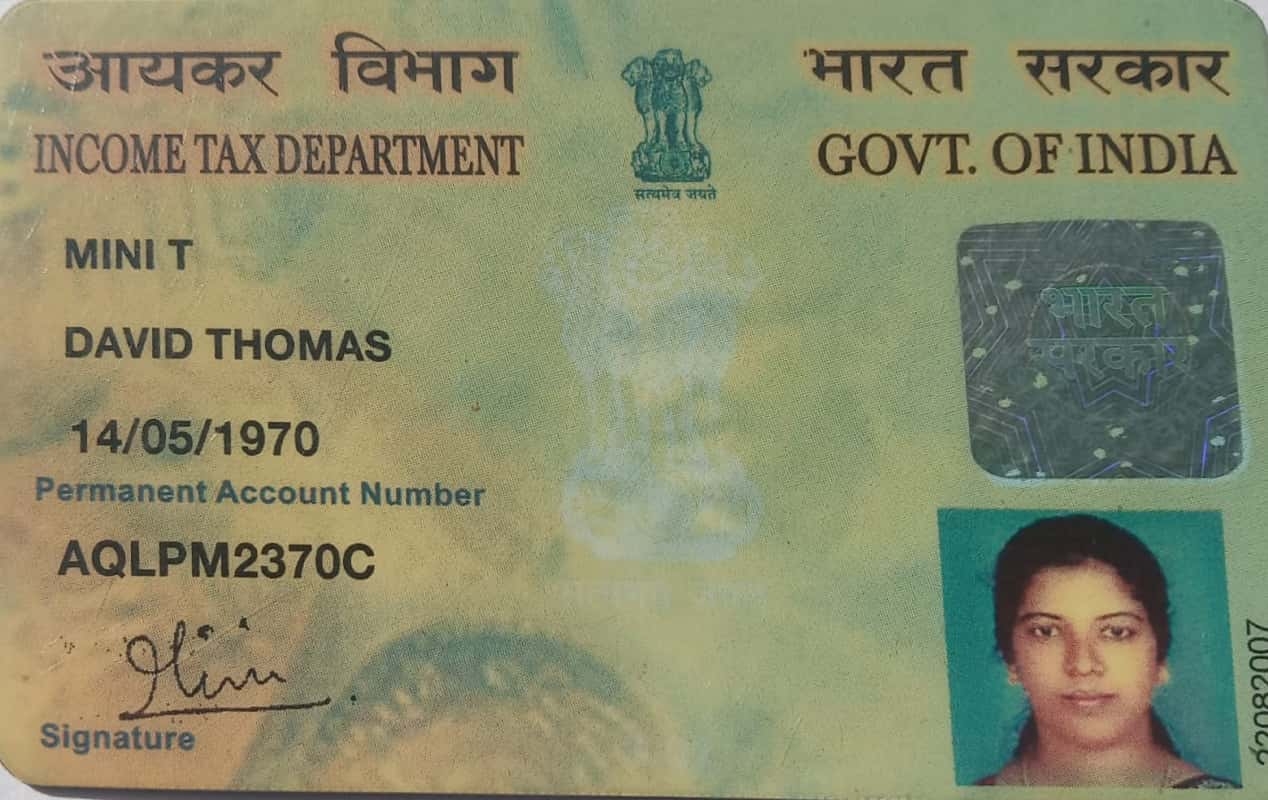 आयकर विभाग
INCOME TAX DEPARTMENT
सत्यमेव जयते
भारत सरकार
GOVT. OF INDIA
MINI T
DAVID THOMAS
14/05/1970
Permanent Account Number
AQLPM2370C
Mini
Signature
भारत
सरकार
22082007